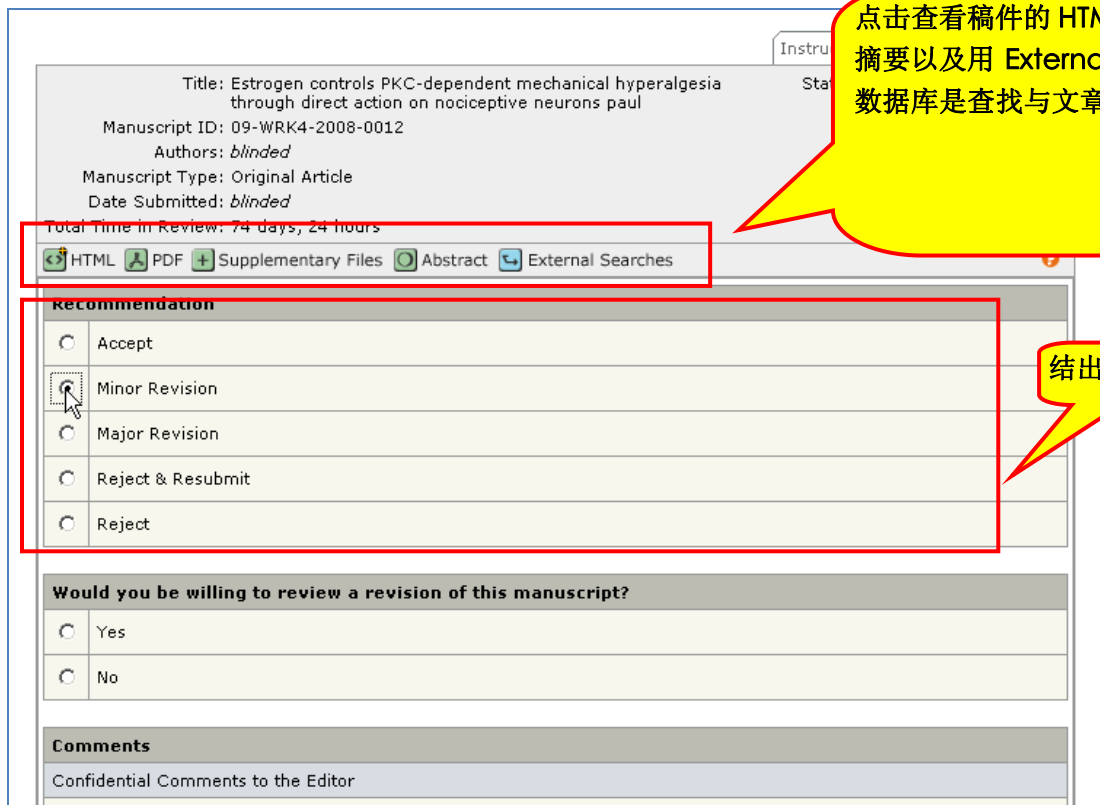 点击查看稿件的 HTM
摘要以及用 Externa
数据库是查找与文章
Instru
Title: Estrogen controls PKC-dependent mechanical hyperalgesia
through direct action on nociceptive neurons paul
Stat
Manuscript ID: 09-WRK4-2008-0012
Authors: blinded
Manuscript Type: Original Article
Date Submitted: blinded
Total Time in Review: 74 days, 24 hours
HTML PDF Supplementary Files Abstract External Searches
Recommendation
Accept
结出
Minor Revision
Major Revision
Reject & Resubmit
Reject
Would you be willing to review a revision of this manuscript?
Yes
No
Comments
Confidential Comments to the Editor